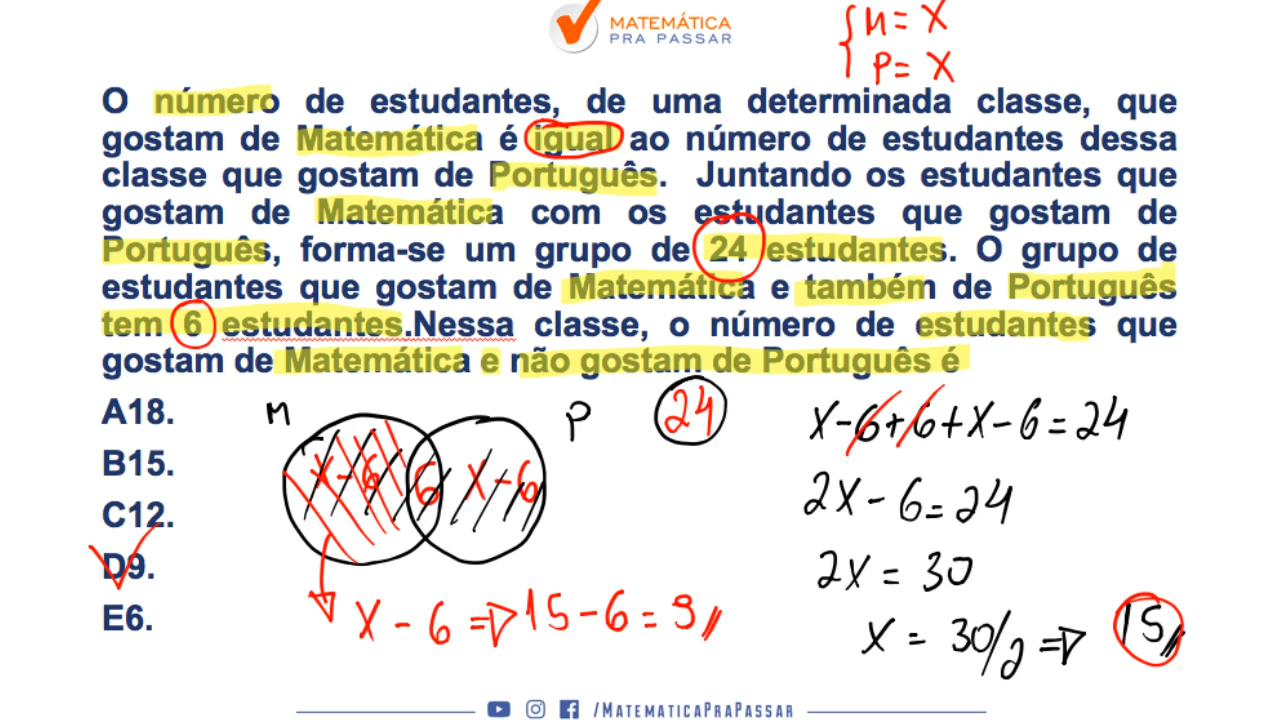 MATEMÁTICA
PRA PASSAR
M = X
P = X
O número de estudantes, de uma determinada classe, que
gostam de Matemática é igual ao número de estudantes dessa
classe que gostam de Português. Juntando os estudantes que
gostam de Matemática com os estudantes que gostam de
Português, forma-se um grupo de 24 estudantes. O grupo de
estudantes que gostam de Matemática e também de Português
tem 6 estudantes.Nessa classe, o número de estudantes que
gostam de Matemática e não gostam de Português é
A18.
B15.
C12.
D9.
E6.
M
P
24
X-6 6 X-6
X-6+6+X-6=24
2X-6=24
2X=30
X=30/2⇒ 15
X-6⇒15-6=9
/MATEMATICAPRAPASSAR